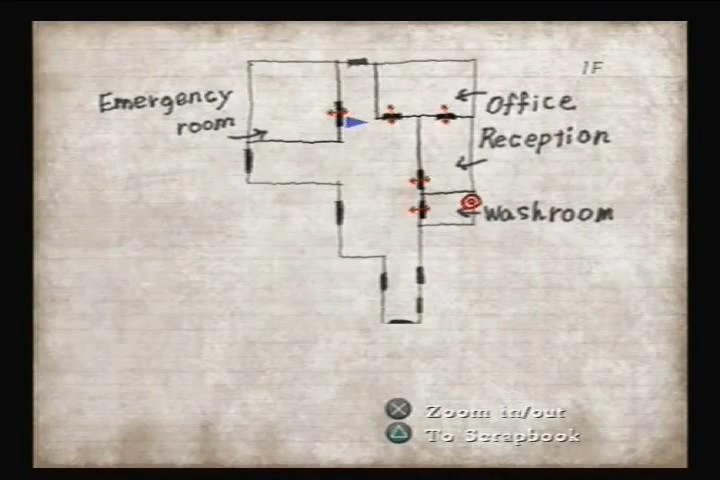 1F
Emergency
room
Office
Reception
Washroom
Zoom in/out
To Scrapbook